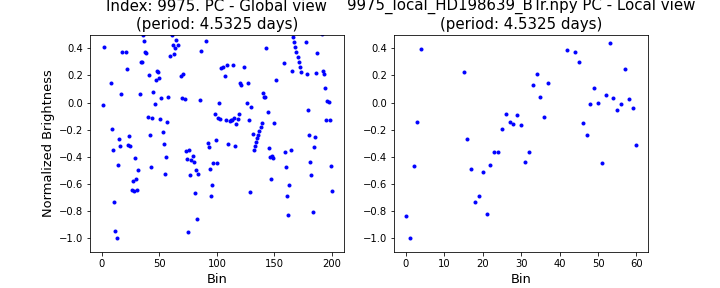 Index: 9975. PC - Global view
(period: 4.5325 days)
9975_local_HD198639_BTr.npy PC - Local view
(period: 4.5325 days)
Normalized Brightness
0.4
0.2
0.0
−0.2
−0.4
−0.6
−0.8
−1.0
0 50 100 150 200
Bin
0.4
0.2
0.0
−0.2
−0.4
−0.6
−0.8
−1.0
0 10 20 30 40 50 60
Bin